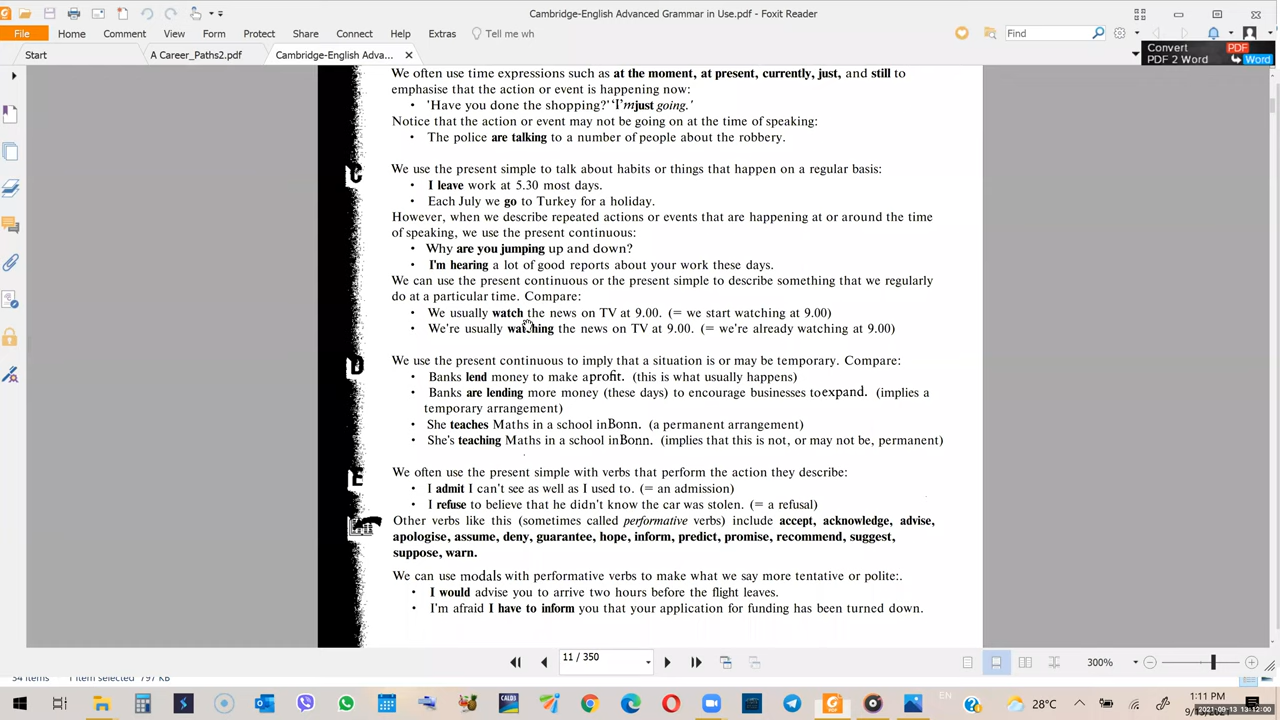 Cambridge-English Advanced Grammar in Use.pdf - Foxit Reader
File Home Comment View Form Protect Share Connect Help Extras Tell me wh Find
Start A Career_Paths2.pdf Cambridge-English Adva...
Convert PDF
PDF 2 Word Word
We often use time expressions such as at the moment, at present, currently, just, and still to
emphasise that the action or event is happening now:
• 'Have you done the shopping?' 'I'm just going.'
Notice that the action or event may not be going on at the time of speaking:
• The police are talking to a number of people about the robbery.
C
We use the present simple to talk about habits or things that happen on a regular basis:
• I leave work at 5.30 most days.
• Each July we go to Turkey for a holiday.
However, when we describe repeated actions or events that are happening at or around the time
of speaking, we use the present continuous:
• Why are you jumping up and down?
• I'm hearing a lot of good reports about your work these days.
We can use the present continuous or the present simple to describe something that we regularly
do at a particular time. Compare:
• We usually watch the news on TV at 9.00. (= we start watching at 9.00)
• We're usually watching the news on TV at 9.00. (= we're already watching at 9.00)
D
We use the present continuous to imply that a situation is or may be temporary. Compare:
• Banks lend money to make a profit. (this is what usually happens)
• Banks are lending more money (these days) to encourage businesses to expand. (implies a
temporary arrangement)
• She teaches Maths in a school in Bonn. (a permanent arrangement)
• She's teaching Maths in a school in Bonn. (implies that this is not, or may not be, permanent)
E
We often use the present simple with verbs that perform the action they describe:
• I admit I can't see as well as I used to. (= an admission)
• I refuse to believe that he didn't know the car was stolen. (= a refusal)
Other verbs like this (sometimes called performative verbs) include accept, acknowledge, advise,
apologise, assume, deny, guarantee, hope, inform, predict, promise, recommend, suggest,
suppose, warn.
We can use modals with performative verbs to make what we say more tentative or polite:.
• I would advise you to arrive two hours before the flight leaves.
• I'm afraid I have to inform you that your application for funding has been turned down.
11 / 350 300%
34 items 1 item selected 797 KB
CALD3 EN 28°C 1:11 PM
2021-09-13 13:12:00